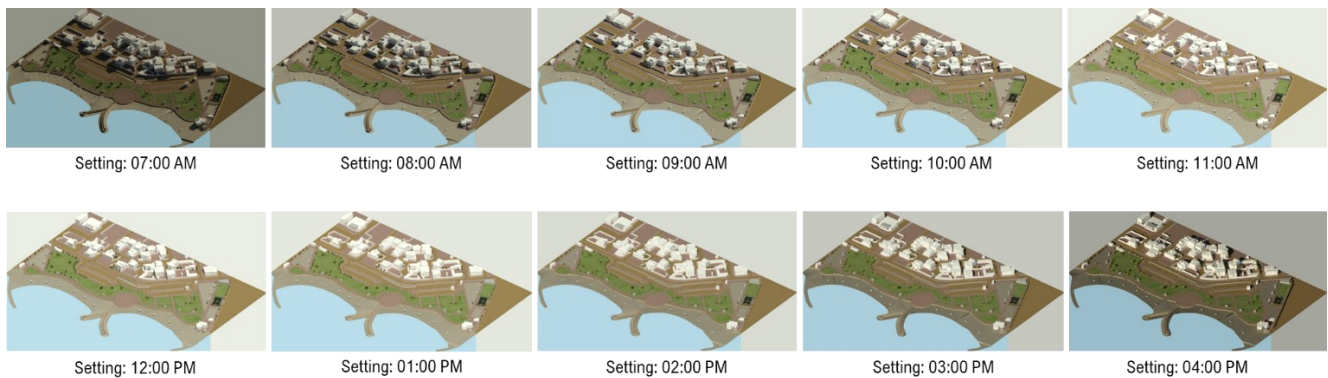 Setting: 07:00 AM
Setting: 08:00 AM
Setting: 09:00 AM
Setting: 10:00 AM
Setting: 11:00 AM
Setting: 12:00 PM
Setting: 01:00 PM
Setting: 02:00 PM
Setting: 03:00 PM
Setting: 04:00 PM